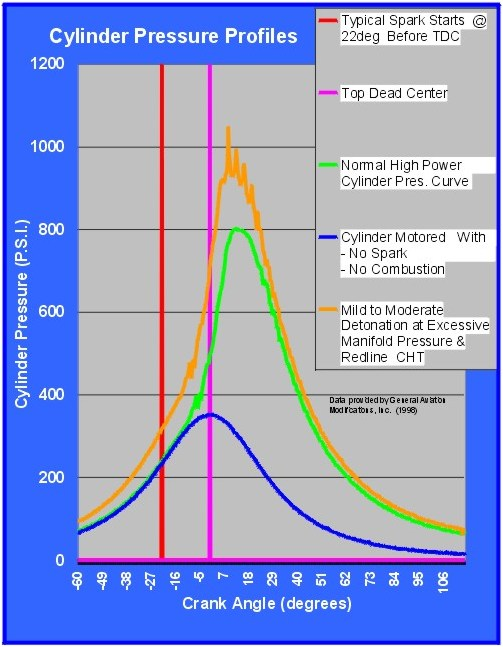 Cylinder Pressure Profiles
Typical Spark Starts @
22deg Before TDC
Top Dead Center
Normal High Power
Cylinder Pres. Curve
Cylinder Motored With
- No Spark
- No Combustion
Mild to Moderate
Detonation at Excessive
Manifold Pressure &
Redline CHT
Data provided by General Aviation
Modifications, Inc. (1998)
Cylinder Pressure (P.S.I.)
1200
1000
800
600
400
200
0
-60 -49 -38 -27 -16 -5 7 18 29 40 51 62 73 84 95 106
Crank Angle (degrees)